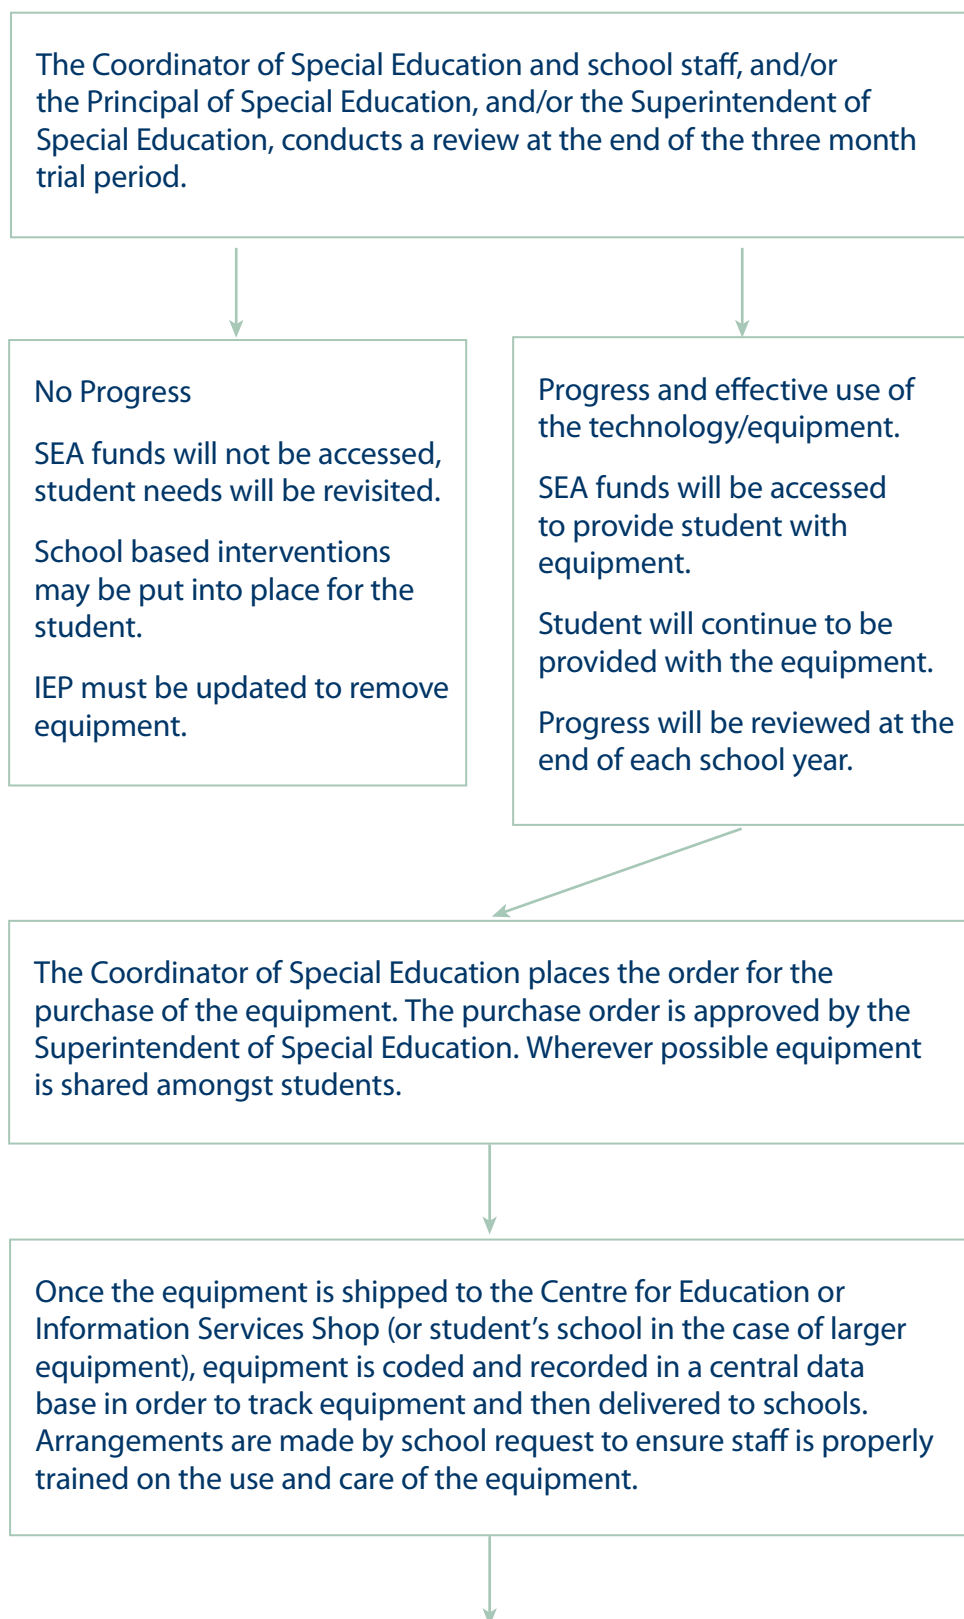 The Coordinator of Special Education and school staff, and/or
the Principal of Special Education, and/or the Superintendent of
Special Education, conducts a review at the end of the three month
trial period.
No Progress
SEA funds will not be accessed,
student needs will be revisited.
School based interventions
may be put into place for the
student.
IEP must be updated to remove
equipment.
Progress and effective use of
the technology/equipment.
SEA funds will be accessed
to provide student with
equipment.
Student will continue to be
provided with the equipment.
Progress will be reviewed at the
end of each school year.
The Coordinator of Special Education places the order for the
purchase of the equipment. The purchase order is approved by the
Superintendent of Special Education. Wherever possible equipment
is shared amongst students.
Once the equipment is shipped to the Centre for Education or
Information Services Shop (or student's school in the case of larger
equipment), equipment is coded and recorded in a central data
base in order to track equipment and then delivered to schools.
Arrangements are made by school request to ensure staff is properly
trained on the use and care of the equipment.